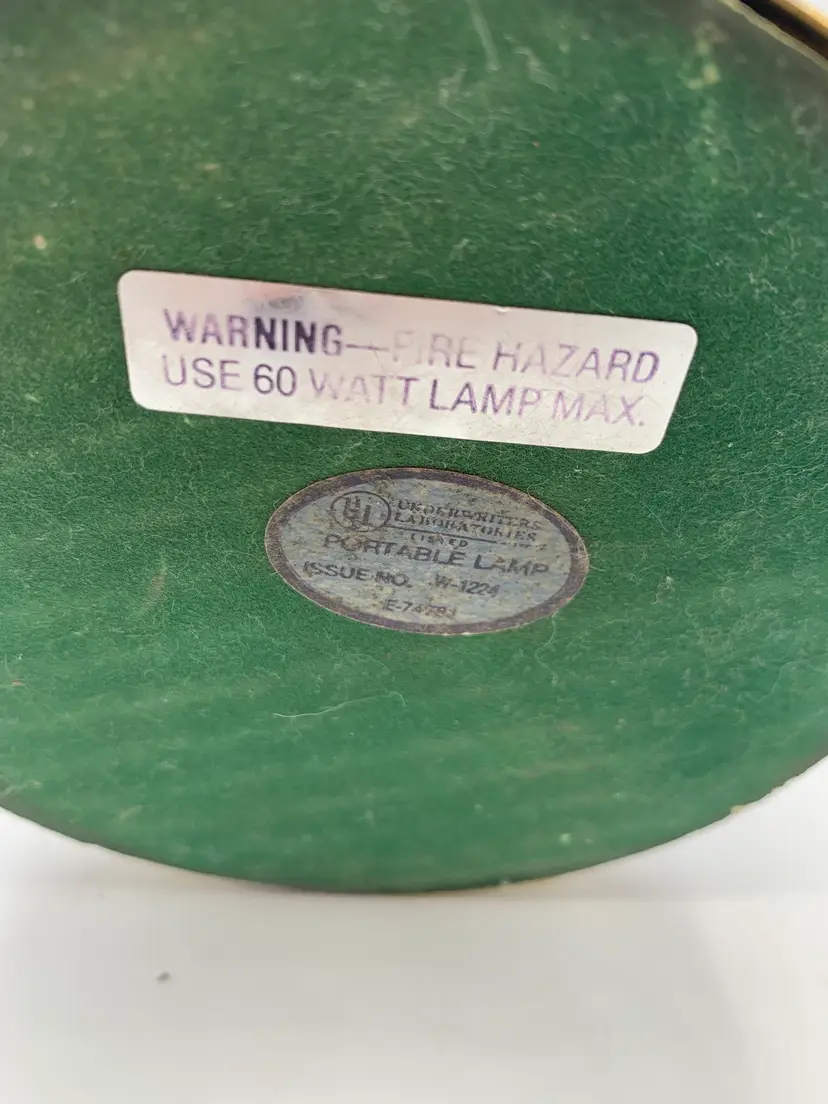 WARNING—FIRE HAZARD
USE 60 WATT LAMP MAX.
UL
UNDERWRITERS
LABORATORIES
LISTED
PORTABLE LAMP
ISSUE NO. W-1224